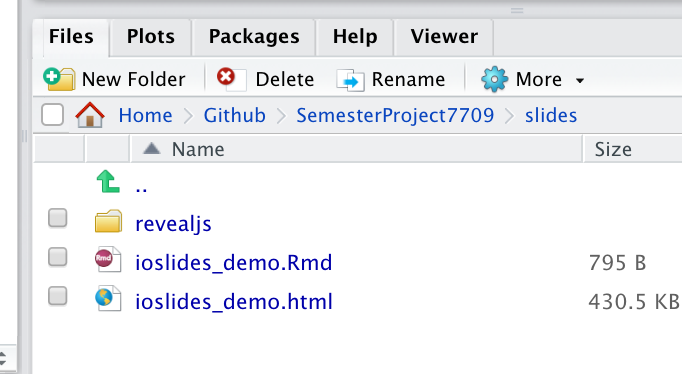 Files Plots Packages Help Viewer
New Folder Delete Rename More
Home Github SemesterProject7709 slides
Name Size
..
revealjs
Rmd ioslides_demo.Rmd 795 B
ioslides_demo.html 430.5 KB